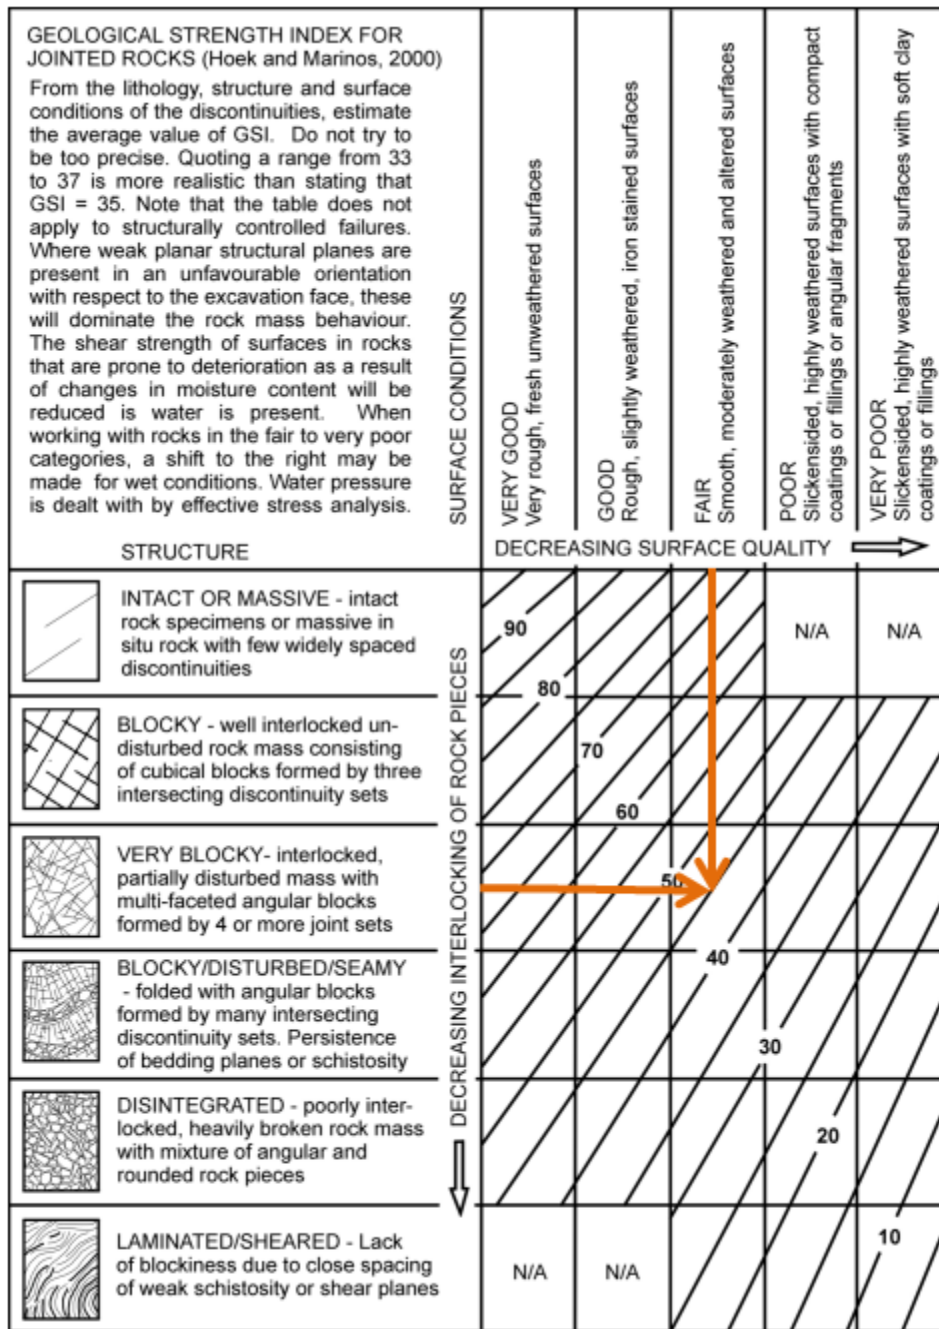 GEOLOGICAL STRENGTH INDEX FOR
JOINTED ROCKS (Hoek and Marinos, 2000)
From the lithology, structure and surface
conditions of the discontinuities, estimate
the average value of GSI. Do not try to
be too precise. Quoting a range from 33
to 37 is more realistic than stating that
GSI = 35. Note that the table does not
apply to structurally controlled failures.
Where weak planar structural planes are
present in an unfavourable orientation
with respect to the excavation face, these
will dominate the rock mass behaviour.
The shear strength of surfaces in rocks
that are prone to deterioration as a result
of changes in moisture content will be
reduced is water is present. When
working with rocks in the fair to very poor
categories, a shift to the right may be
made for wet conditions. Water pressure
is dealt with by effective stress analysis.
STRUCTURE
SURFACE CONDITIONS
VERY GOOD
Very rough, fresh unweathered surfaces
GOOD
Rough, slightly weathered, iron stained surfaces
FAIR
Smooth, moderately weathered and altered surfaces
POOR
Slickensided, highly weathered surfaces with compact
coatings or fillings or angular fragments
VERY POOR
Slickensided, highly weathered surfaces with soft clay
coatings or fillings
DECREASING SURFACE QUALITY
DECREASING INTERLOCKING OF ROCK PIECES
INTACT OR MASSIVE - intact
rock specimens or massive in
situ rock with few widely spaced
discontinuities
90
N/A
N/A
80
BLOCKY - well interlocked un-
disturbed rock mass consisting
of cubical blocks formed by three
intersecting discontinuity sets
70
60
VERY BLOCKY- interlocked,
partially disturbed mass with
multi-faceted angular blocks
formed by 4 or more joint sets
50
40
BLOCKY/DISTURBED/SEAMY
- folded with angular blocks
formed by many intersecting
discontinuity sets. Persistence
of bedding planes or schistosity
30
DISINTEGRATED - poorly inter-
locked, heavily broken rock mass
with mixture of angular and
rounded rock pieces
20
LAMINATED/SHEARED - Lack
of blockiness due to close spacing
of weak schistosity or shear planes
N/A
N/A
10